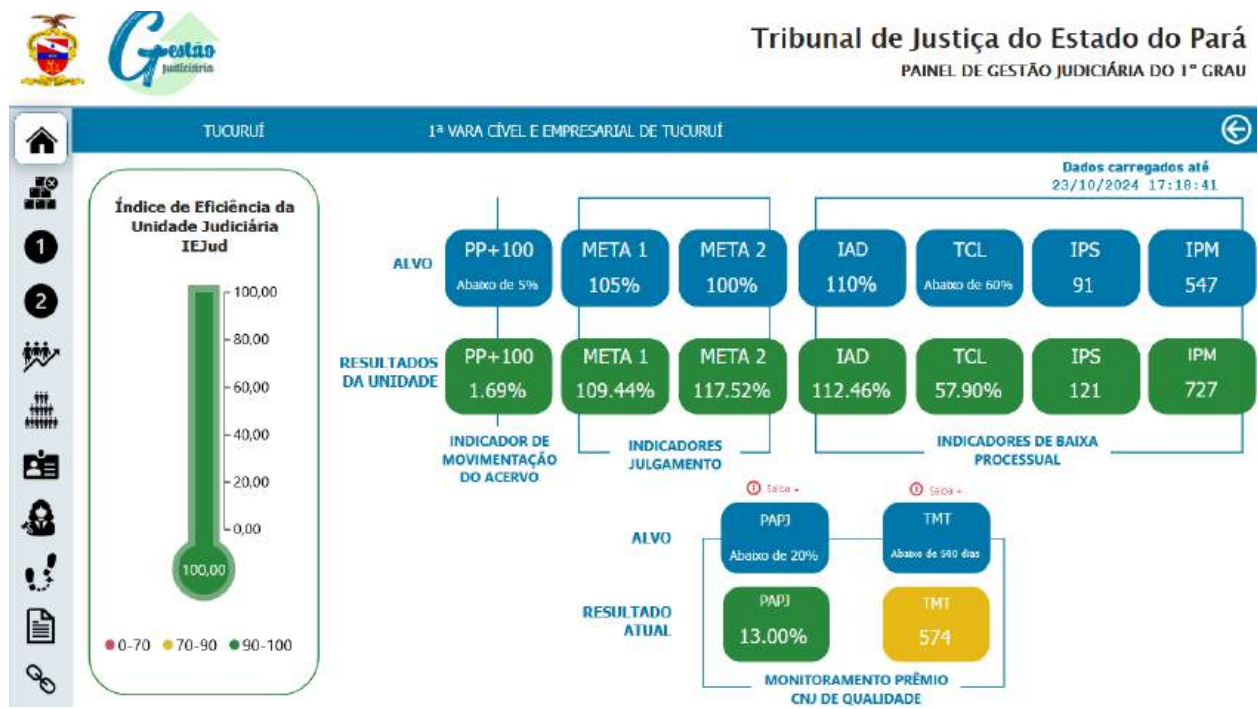 Gestão
Judiciária
Tribunal de Justiça do Estado do Pará
PAINEL DE GESTÃO JUDICIÁRIA DO 1º GRAU
TUCURUÍ
1ª VARA CÍVEL E EMPRESARIAL DE TUCURUÍ
Dados carregados até
23/10/2024 17:18:41
1
2
Índice de Eficiência da
Unidade Judiciária
IEJud
100,00
80,00
60,00
40,00
20,00
0,00
100,00
0-70 70-90 90-100
ALVO
PP+100
Abaixo de 5%
META 1
105%
META 2
100%
IAD
110%
TCL
Abaixo de 60%
IPS
91
IPM
547
RESULTADOS
DA UNIDADE
PP+100
1.69%
META 1
109.44%
META 2
117.52%
IAD
112.46%
TCL
57.90%
IPS
121
IPM
727
INDICADOR DE
MOVIMENTAÇÃO
DO ACERVO
INDICADORES
JULGAMENTO
INDICADORES DE BAIXA
PROCESSUAL
Saiba +
Saiba +
ALVO
PAPJ
Abaixo de 20%
TMT
Abaixo de 500 dias
RESULTADO
ATUAL
PAPJ
13.00%
TMT
574
MONITORAMENTO PRÊMIO
CNJ DE QUALIDADE